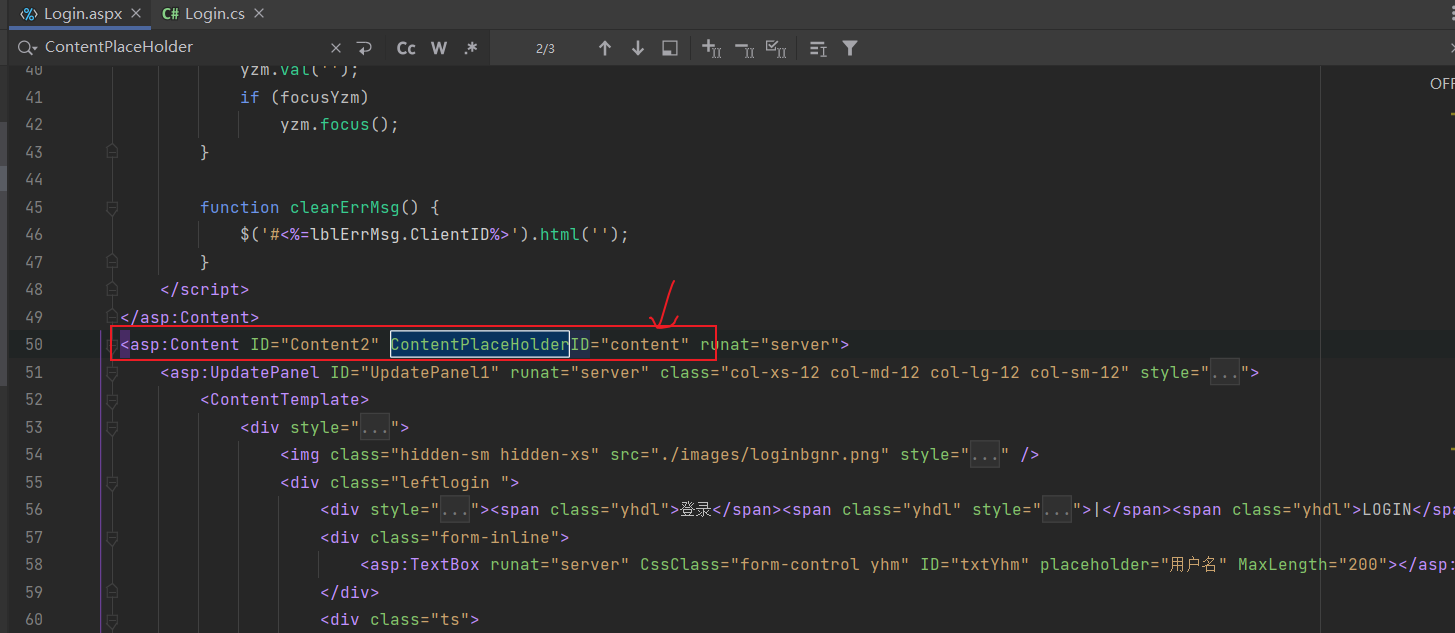 Login.aspx × C# Login.cs ×
ContentPlaceHolder × Cc W .* 2/3
OFF
40 yzm.val('');
41 if (focusYzm)
42 yzm.focus();
43 }
44
45 function clearErrMsg() {
46 $('#<%=lblErrMsg.ClientID%>').html('');
47 }
48 </script>
49 </asp:Content>
50 <asp:Content ID="Content2" ContentPlaceHolderID="content" runat="server">
51 <asp:UpdatePanel ID="UpdatePanel1" runat="server" class="col-xs-12 col-md-12 col-lg-12 col-sm-12" style="...">
52 <ContentTemplate>
53 <div style="...">
54 <img class="hidden-sm hidden-xs" src="./images/loginbgnr.png" style="..." />
55 <div class="leftlogin ">
56 <div style="..."><span class="yhdl">登录</span><span class="yhdl" style="...">|</span><span class="yhdl">LOGIN</spa
57 <div class="form-inline">
58 <asp:TextBox runat="server" CssClass="form-control yhm" ID="txtYhm" placeholder="用户名" MaxLength="200"></asp:
59 </div>
60 <div class="ts">